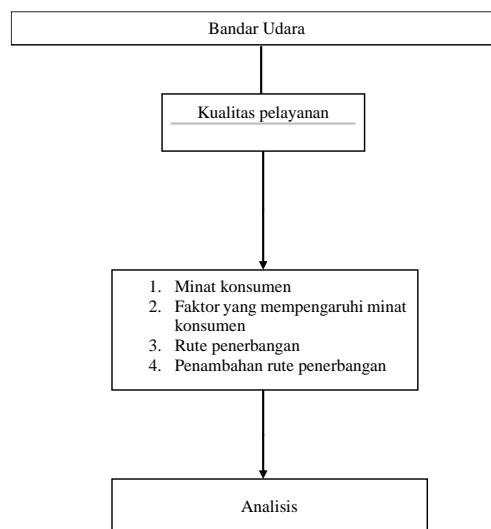 Bandar Udara
Kualitas pelayanan
1. Minat konsumen
2. Faktor yang mempengaruhi minat
konsumen
3. Rute penerbangan
4. Penambahan rute penerbangan
Analisis